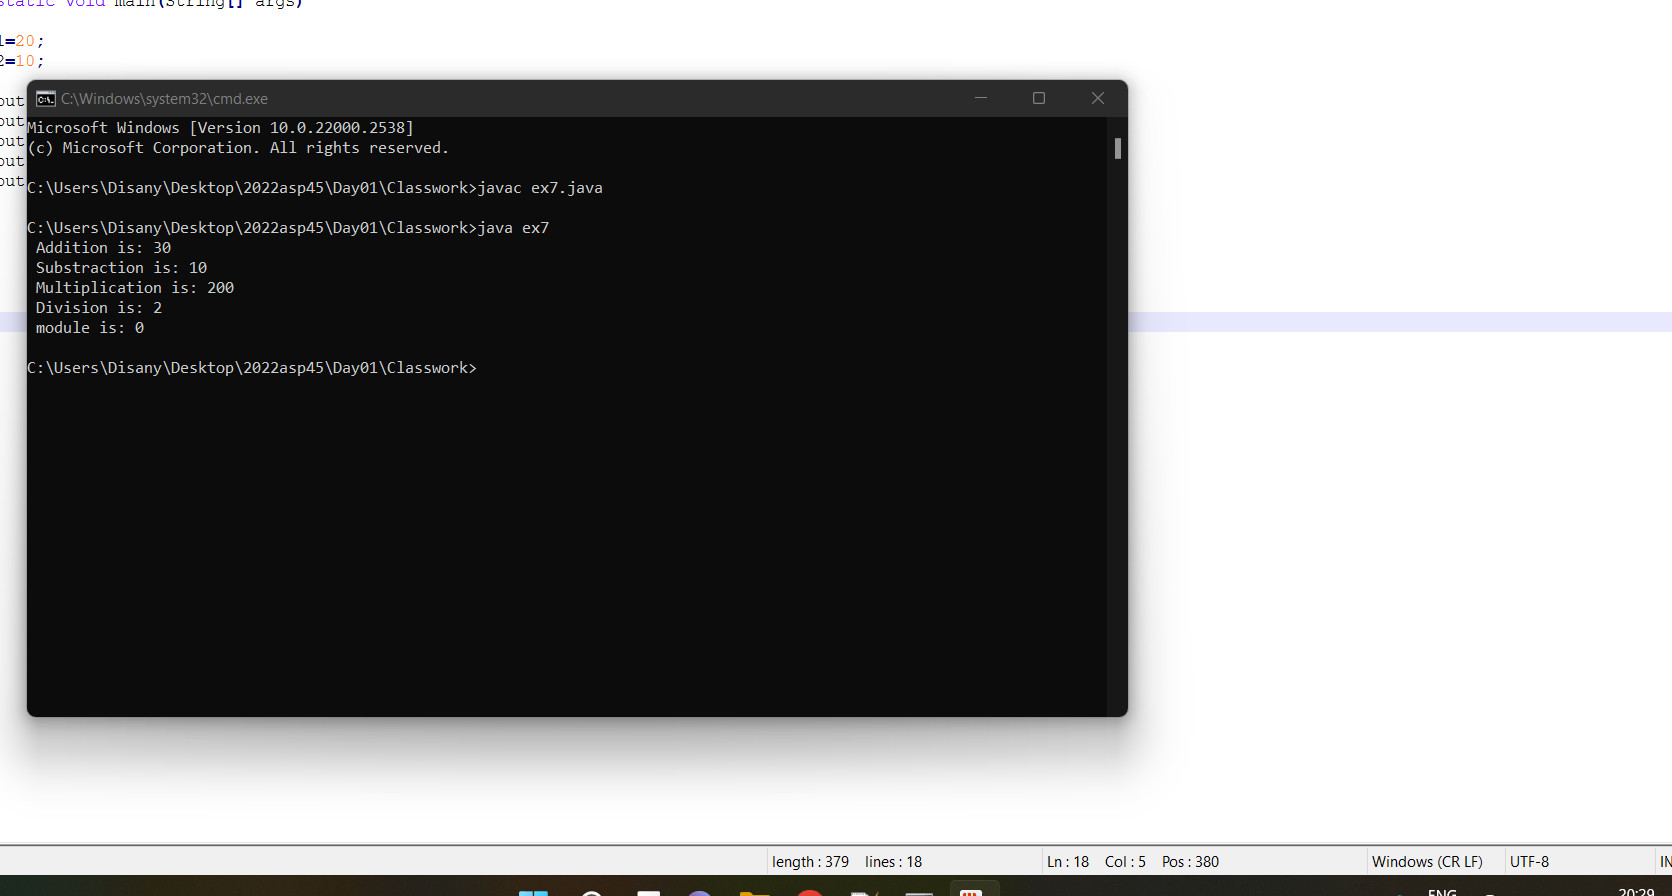 static void main(String[] args)
1=20;
2=10;
out
out
out
out
out
C:\Windows\system32\cmd.exe
Microsoft Windows [Version 10.0.22000.2538]
(c) Microsoft Corporation. All rights reserved.
C:\Users\Disany\Desktop\2022asp45\Day01\Classwork>javac ex7.java
C:\Users\Disany\Desktop\2022asp45\Day01\Classwork>java ex7
Addition is: 30
Substraction is: 10
Multiplication is: 200
Division is: 2
module is: 0
C:\Users\Disany\Desktop\2022asp45\Day01\Classwork>
length : 379 lines : 18 Ln : 18 Col : 5 Pos : 380 Windows (CR LF) UTF-8 IN
ENG 20:29